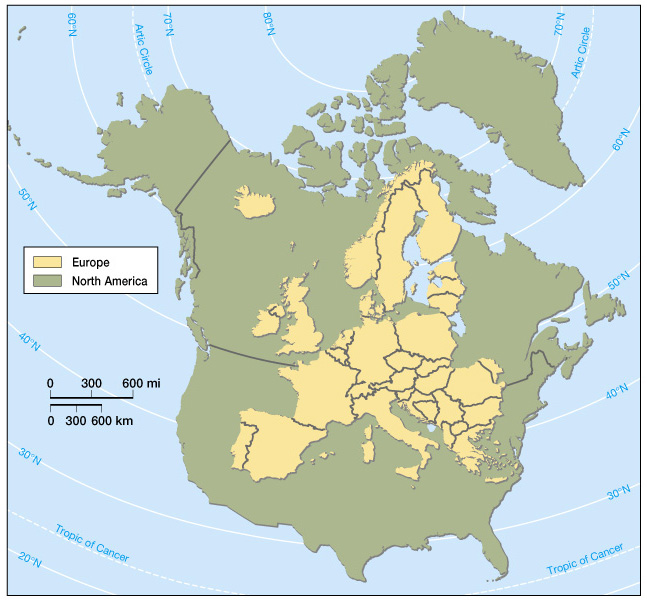 60°N
Artic Circle
70°N
80°N
70°N
Artic Circle
60°N
50°N
Europe
North America
50°N
40°N
0 300 600 mi
0 300 600 km
40°N
30°N
30°N
Tropic of Cancer
Tropic of Cancer
20°N